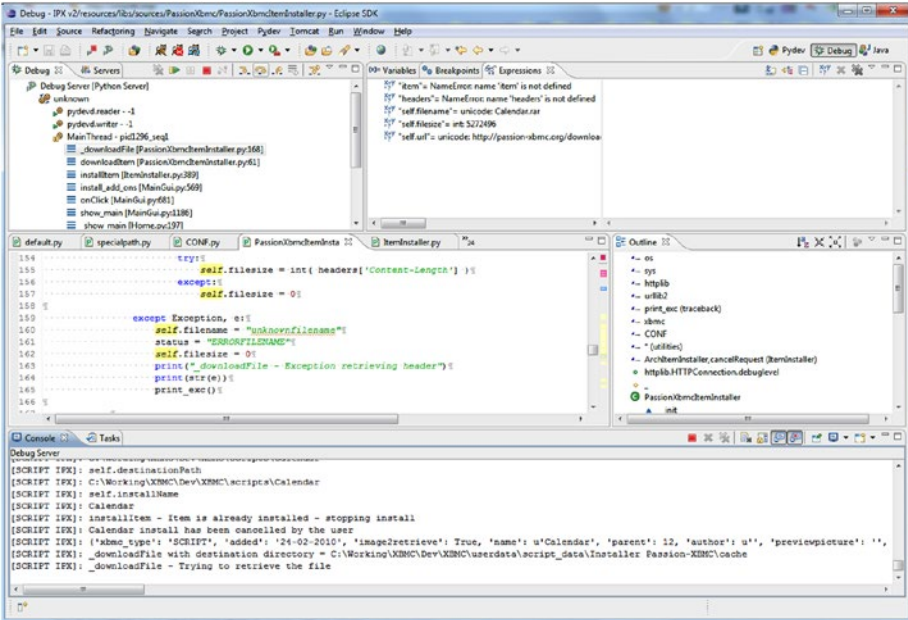 Debug - IPX v2/resources/libs/sources/PassionXbmc/PassionXbmcItemInstaller.py - Eclipse SDK
File Edit Source Refactoring Navigate Search Project Pydev Tomcat Run Window Help
Pydev Debug Java
Debug Servers
Debug Server [Python Server]
unknown
pydevd.reader - -1
pydevd.writer - -1
MainThread - pid1296_seq1
_downloadFile [PassionXbmcItemInstaller.py:168]
downloadItem [PassionXbmcItemInstaller.py:61]
installItem [ItemInstaller.py:389]
install_add_ons [MainGui.py:569]
onClick [MainGui.py:681]
show_main [MainGui.py:1186]
show_main [Home.py:197]
Variables Breakpoints Expressions
"item"= NameError: name 'item' is not defined
"headers"= NameError: name 'headers' is not defined
"self.filename"= unicode: Calendar.rar
"self.filesize"= int: 5272496
"self.url"= unicode: http://passion-xbmc.org/downloa
default.py specialpath.py CONF.py PassionXbmcItemInsta ItemInstaller.py »24
154 try:
155 self.filesize = int( headers['Content-Length'] )
156 except:
157 self.filesize = 0
158
159 except Exception, e:
160 self.filename = "unknownfilename"
161 status = "ERRORFILENAME"
162 self.filesize = 0
163 print("_downloadFile - Exception retrieving header")
164 print(str(e))
165 print_exc()
166
Outline
os
sys
httplib
urllib2
print_exc (traceback)
xbmc
CONF
* (utilities)
ArchItemInstaller,cancelRequest (ItemInstaller)
httplib.HTTPConnection.debuglevel
_
PassionXbmcItemInstaller
init
Console Tasks
Debug Server
[SCRIPT IPX]: self.destinationPath
[SCRIPT IPX]: C:\Working\XBMC\Dev\XBMC\scripts\Calendar
[SCRIPT IPX]: self.installName
[SCRIPT IPX]: Calendar
[SCRIPT IPX]: installItem - Item is already installed - stopping install
[SCRIPT IPX]: Calendar install has been cancelled by the user
[SCRIPT IPX]: {'xbmc_type': 'SCRIPT', 'added': '24-02-2010', 'image2retrieve': True, 'name': u'Calendar', 'parent': 12, 'author': u'', 'previewpicture': '',
[SCRIPT IPX]: _downloadFile with destination directory = C:\Working\XBMC\Dev\XBMC\userdata\script_data\Installer Passion-XBMC\cache
[SCRIPT IPX]: _downloadFile - Trying to retrieve the file